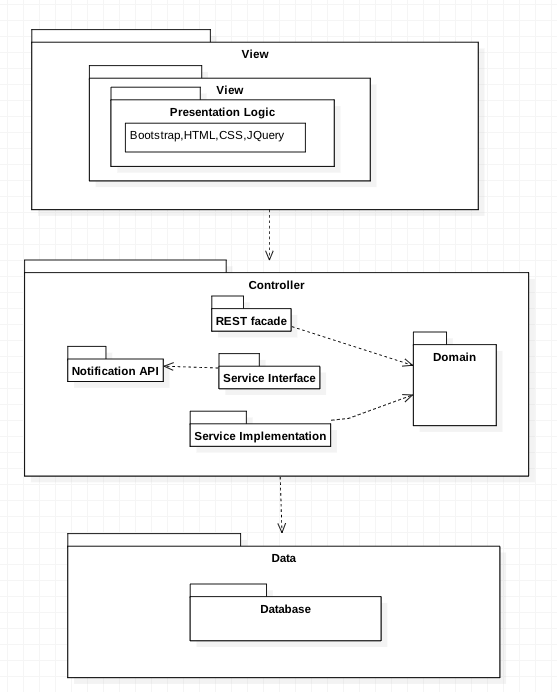 View
View
Presentation Logic
Bootstrap,HTML,CSS,JQuery
Controller
REST facade
Domain
Notification API
Service Interface
Service Implementation
Data
Database